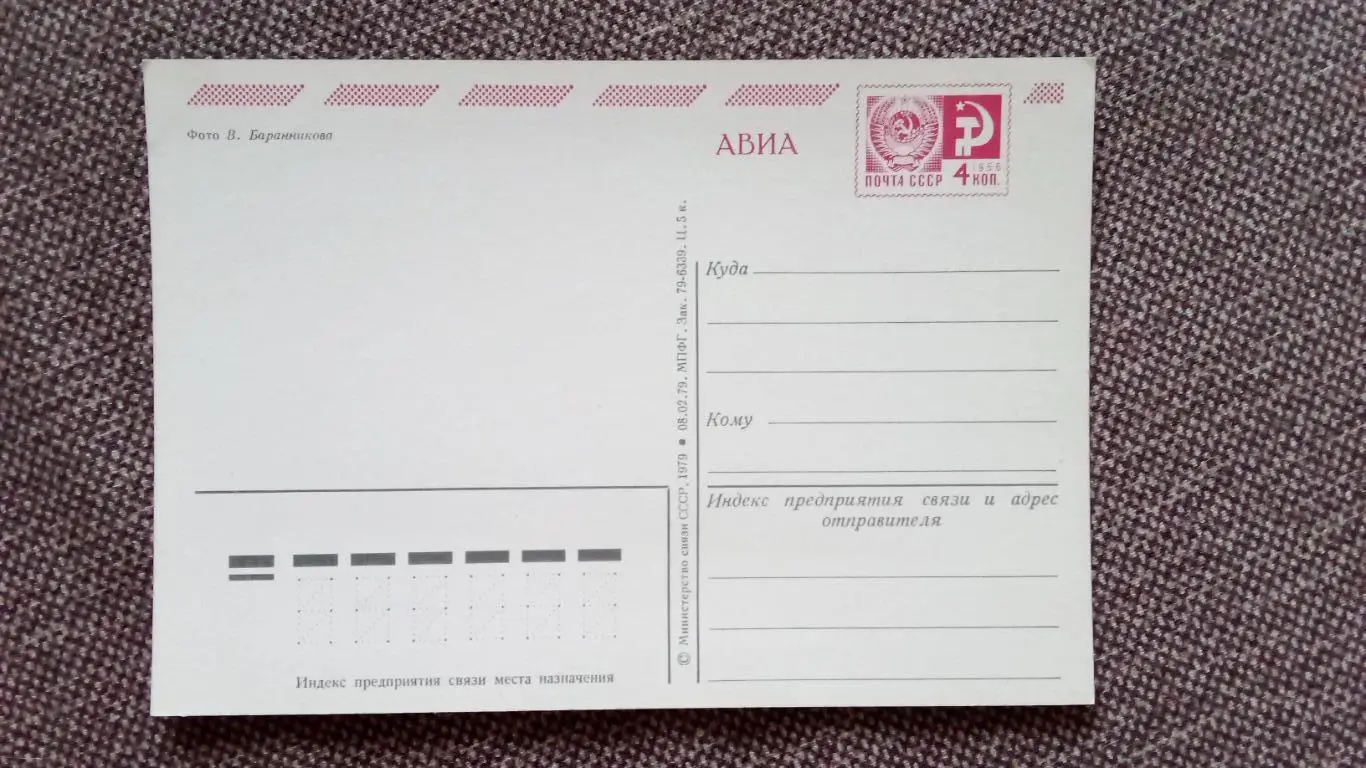 Фото В. Баранникова
АВИА
1966
ПОЧТА СССР 4 КОП.
Куда
Кому
Индекс предприятия связи и адрес
отправителя
© Министерство связи СССР, 1979 • 08.02.79. МПФГ. Зак. 79-6339. Ц. 5 к.
Индекс предприятия связи места назначения